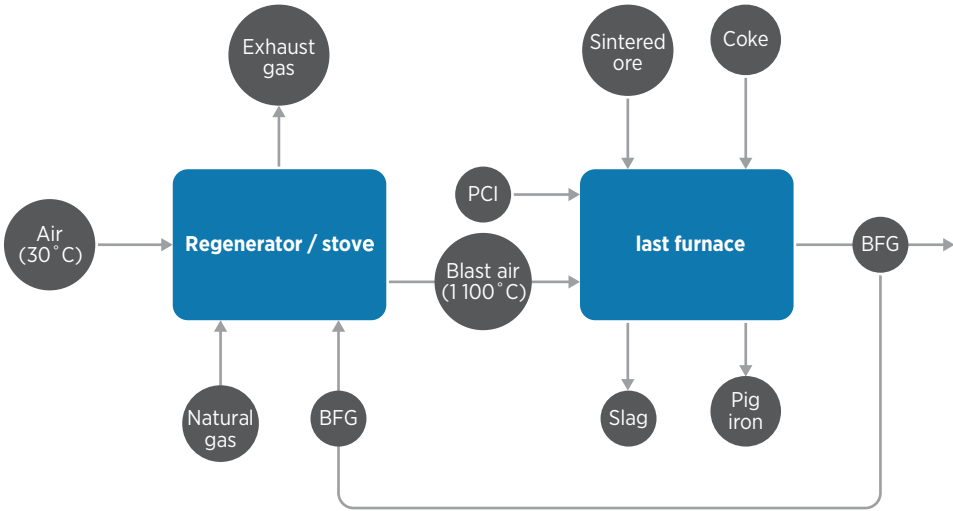 Exhaust
gas
Sintered
ore
Coke
PCI
Air
(30°C)
Regenerator / stove
Blast air
(1 100°C)
last furnace
BFG
Natural
gas
BFG
Slag
Pig
iron